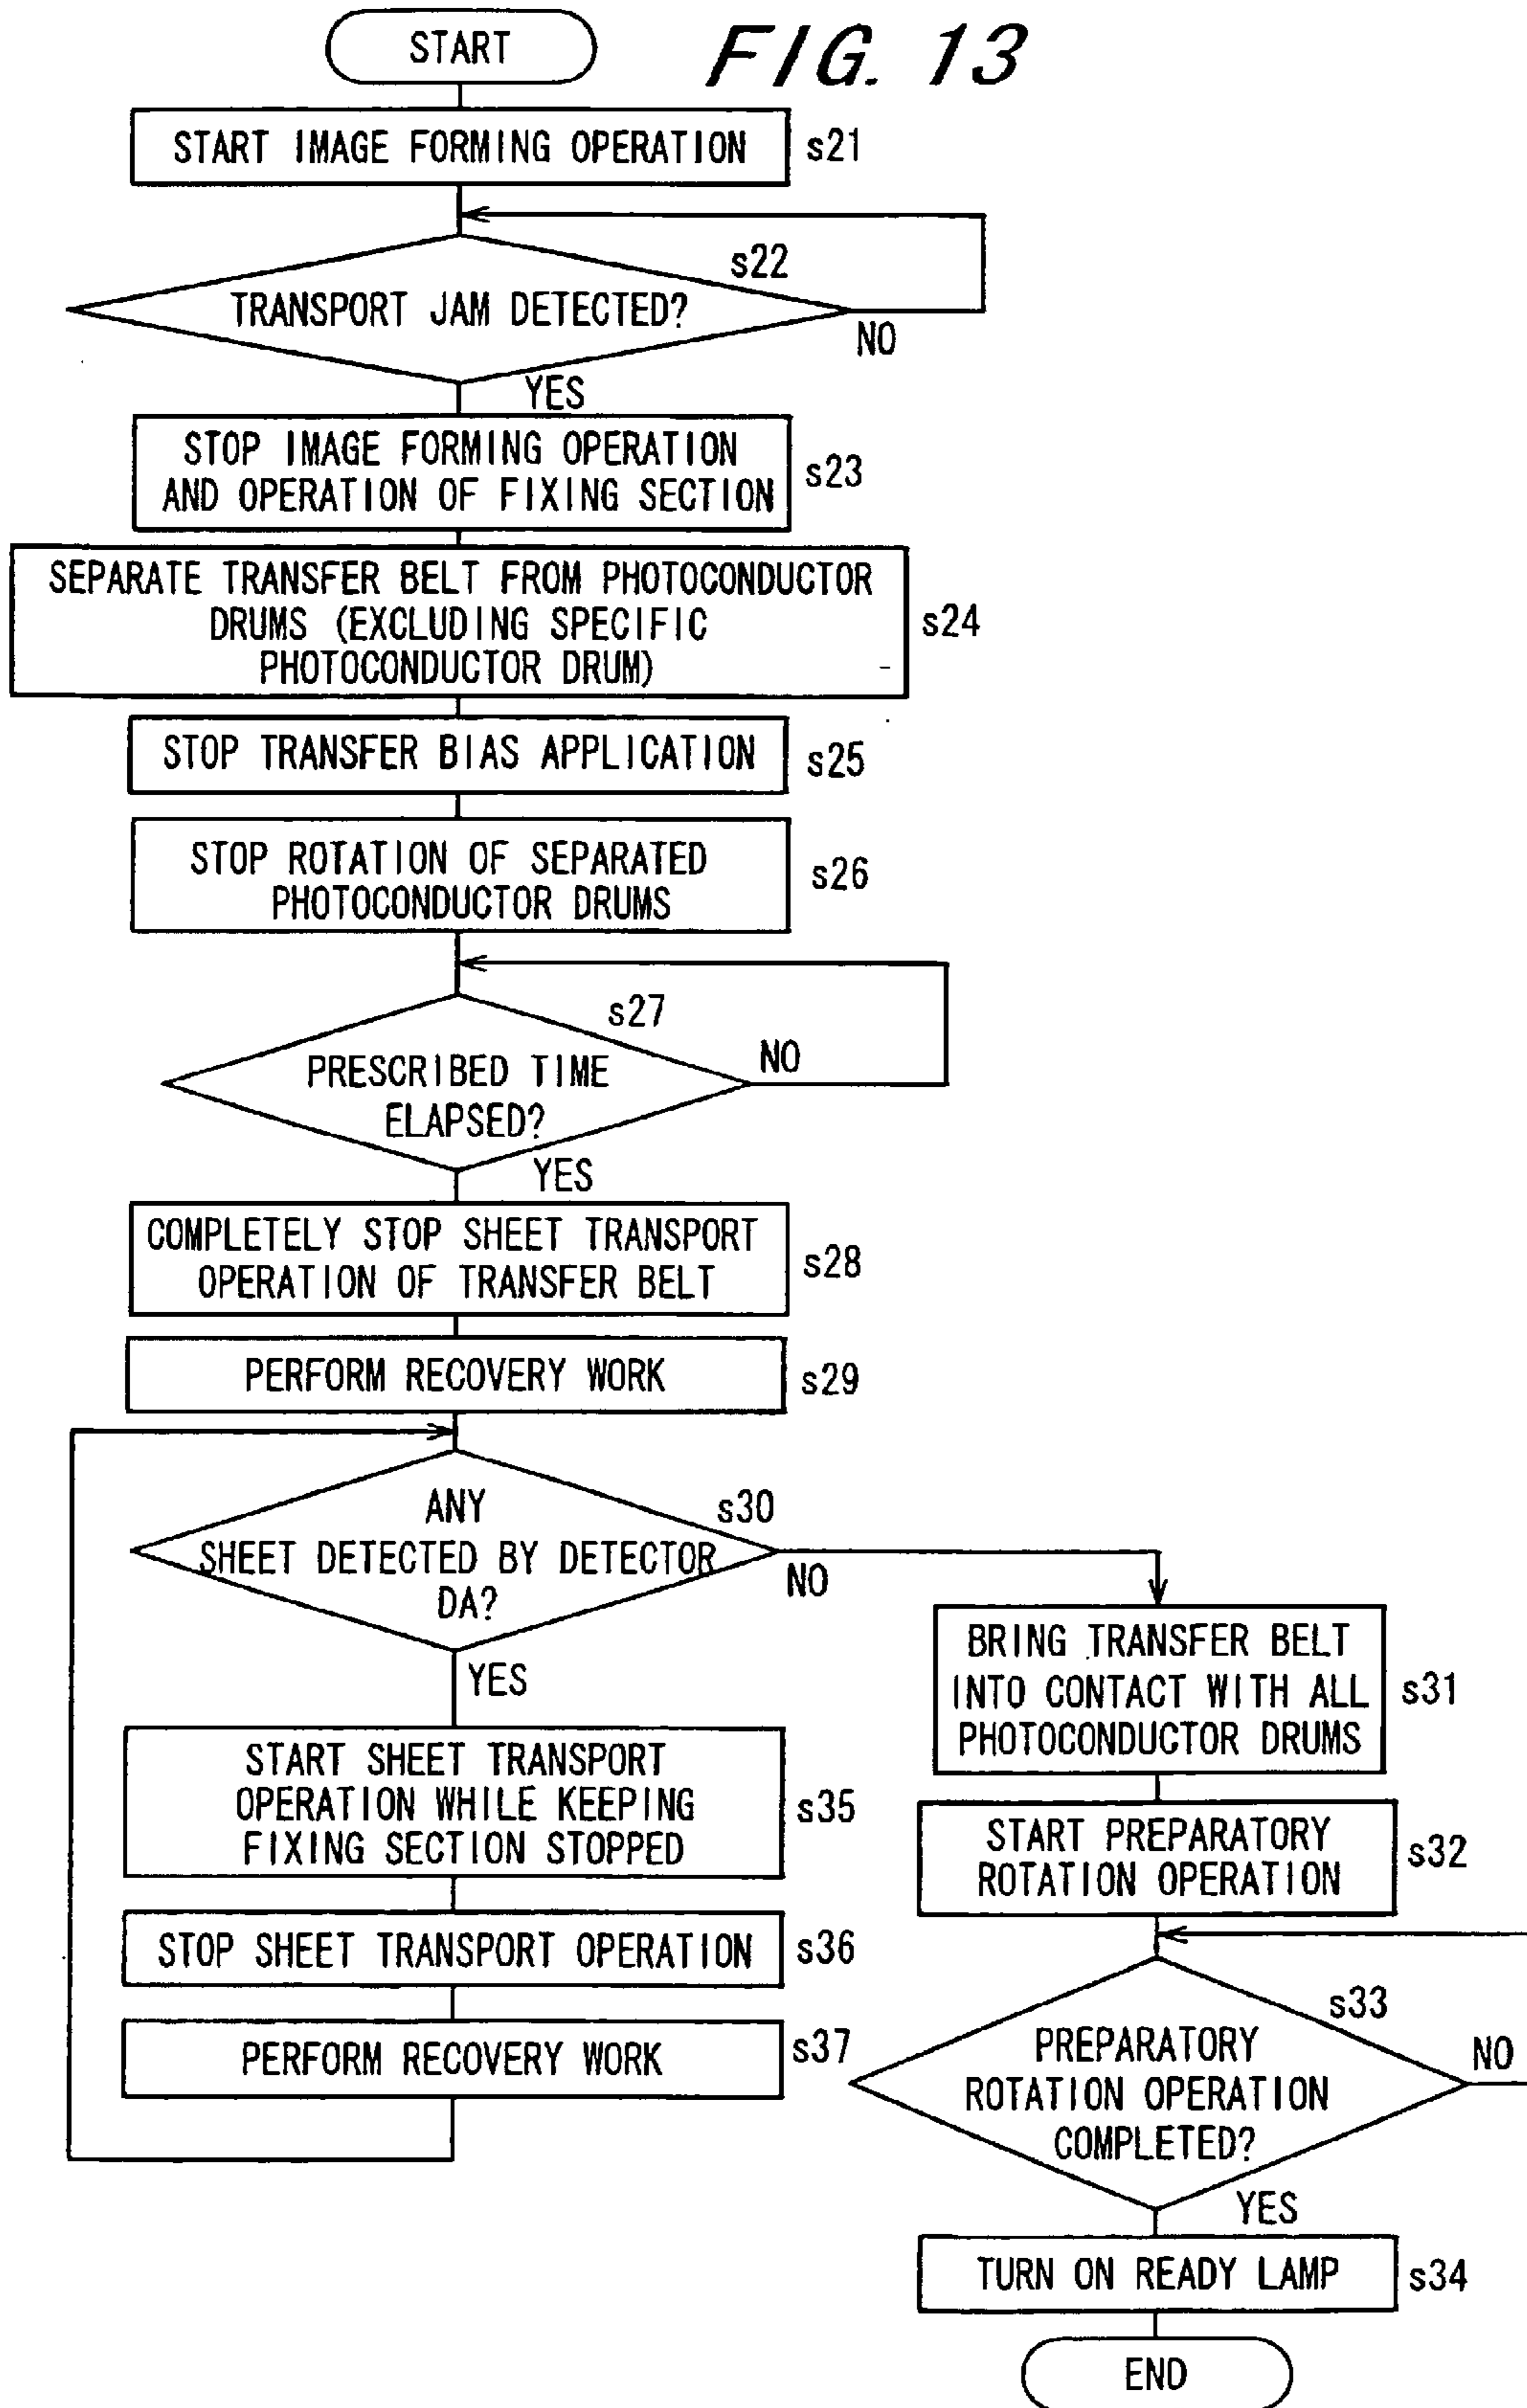 START
FIG. 13
START IMAGE FORMING OPERATION
s21
s22
TRANSPORT JAM DETECTED?
NO
YES
STOP IMAGE FORMING OPERATION
AND OPERATION OF FIXING SECTION
s23
SEPARATE TRANSFER BELT FROM PHOTOCONDUCTOR
DRUMS (EXCLUDING SPECIFIC
PHOTOCONDUCTOR DRUM)
s24
STOP TRANSFER BIAS APPLICATION
s25
STOP ROTATION OF SEPARATED
PHOTOCONDUCTOR DRUMS
s26
s27
PRESCRIBED TIME
ELAPSED?
NO
YES
COMPLETELY STOP SHEET TRANSPORT
OPERATION OF TRANSFER BELT
s28
PERFORM RECOVERY WORK
s29
ANY
SHEET DETECTED BY DETECTOR
DA?
s30
NO
YES
START SHEET TRANSPORT
OPERATION WHILE KEEPING
FIXING SECTION STOPPED
s35
STOP SHEET TRANSPORT OPERATION
s36
PERFORM RECOVERY WORK
s37
BRING TRANSFER BELT
INTO CONTACT WITH ALL
PHOTOCONDUCTOR DRUMS
s31
START PREPARATORY
ROTATION OPERATION
s32
s33
PREPARATORY
ROTATION OPERATION
COMPLETED?
NO
YES
TURN ON READY LAMP
s34
END